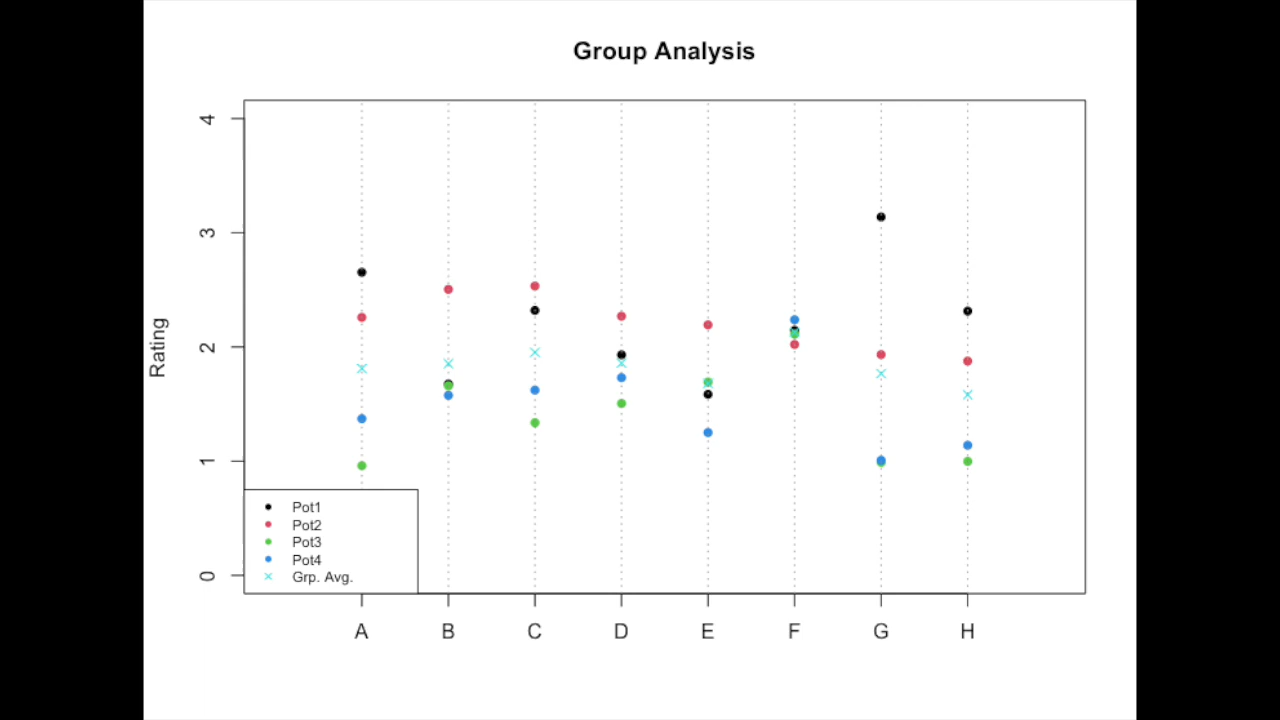 Group Analysis
Rating
4
3
2
1
0
Pot1
Pot2
Pot3
Pot4
Grp. Avg.
A B C D E F G H